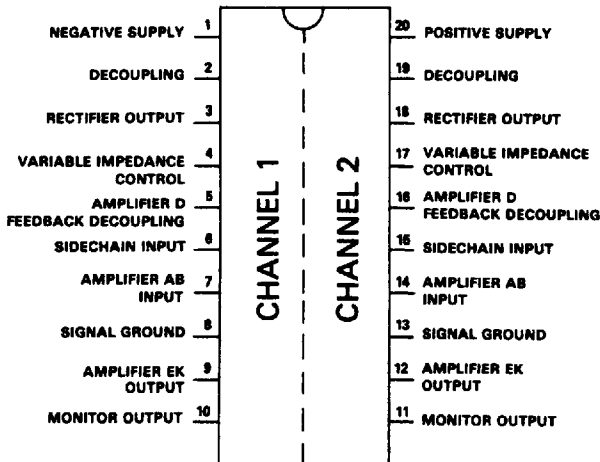 NEGATIVE SUPPLY 1
DECOUPLING 2
RECTIFIER OUTPUT 3
VARIABLE IMPEDANCE 4
CONTROL
AMPLIFIER D 5
FEEDBACK DECOUPLING
SIDECHAIN INPUT 6
AMPLIFIER AB 7
INPUT
SIGNAL GROUND 8
AMPLIFIER EK 9
OUTPUT
MONITOR OUTPUT 10
CHANNEL 1
CHANNEL 2
20 POSITIVE SUPPLY
19 DECOUPLING
18 RECTIFIER OUTPUT
17 VARIABLE IMPEDANCE
CONTROL
16 AMPLIFIER D
FEEDBACK DECOUPLING
15 SIDECHAIN INPUT
14 AMPLIFIER AB
INPUT
13 SIGNAL GROUND
12 AMPLIFIER EK
OUTPUT
11 MONITOR OUTPUT